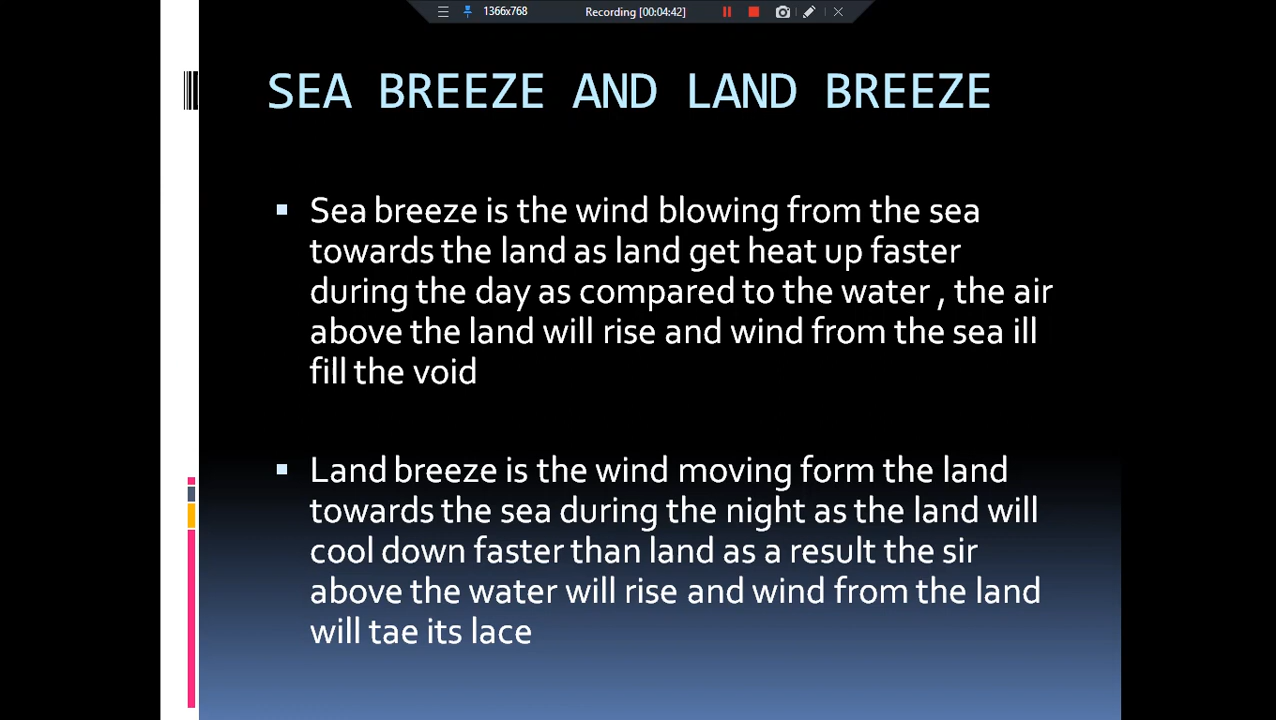 1366x768 Recording [00:04:42]
SEA BREEZE AND LAND BREEZE
Sea breeze is the wind blowing from the sea
towards the land as land get heat up faster
during the day as compared to the water , the air
above the land will rise and wind from the sea ill
fill the void
Land breeze is the wind moving form the land
towards the sea during the night as the land will
cool down faster than land as a result the sir
above the water will rise and wind from the land
will tae its lace